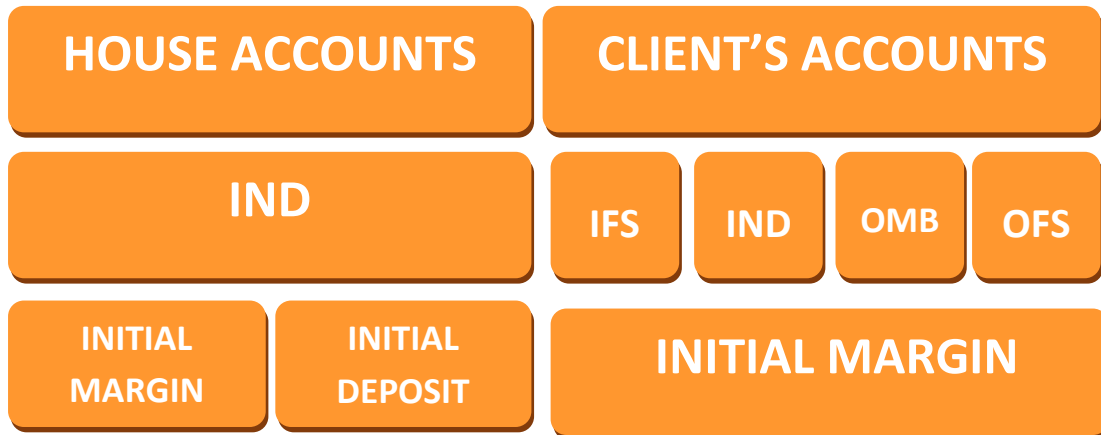 HOUSE ACCOUNTS
CLIENT’S ACCOUNTS
IND
IFS
IND
OMB
OFS
INITIAL
MARGIN
INITIAL
DEPOSIT
INITIAL MARGIN